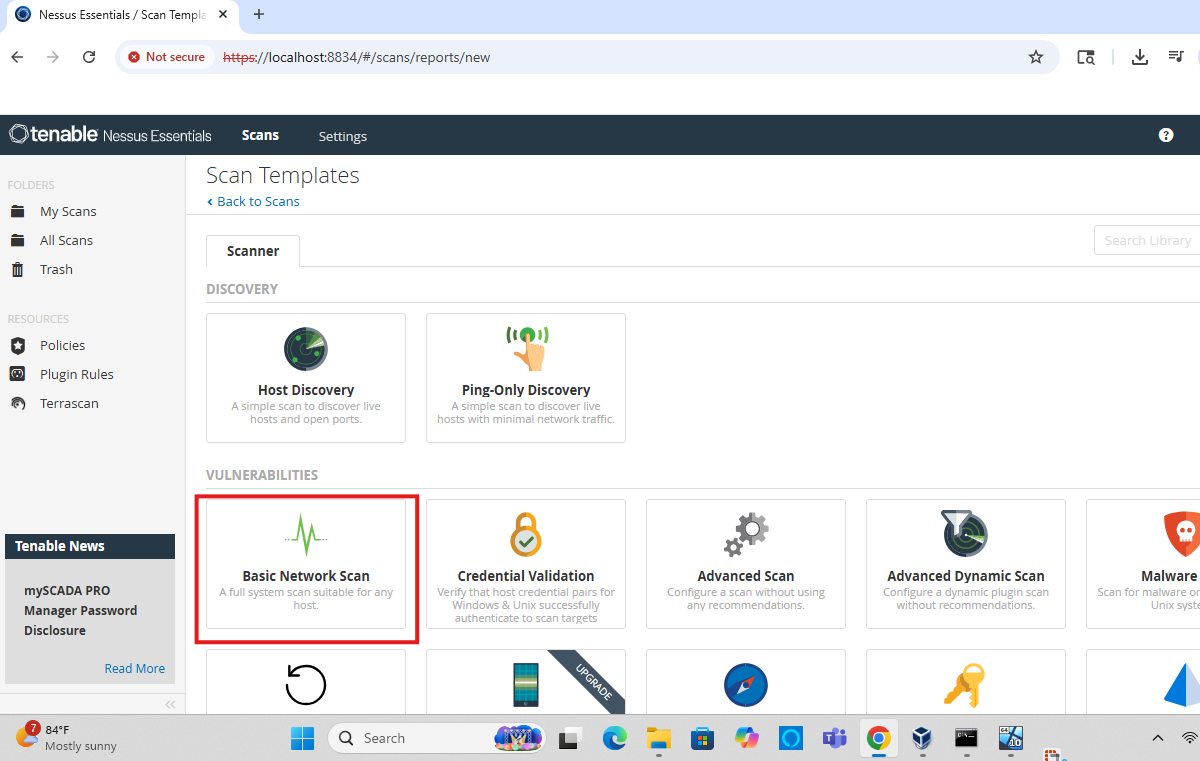 Nessus Essentials / Scan Templa
Not secure
https://localhost:8834/#/scans/reports/new
tenable Nessus Essentials
Scans
Settings
?
FOLDERS
My Scans
All Scans
Trash
RESOURCES
Policies
Plugin Rules
Terrascan
Tenable News
mySCADA PRO
Manager Password
Disclosure
Read More
Scan Templates
Back to Scans
Scanner
Search Library
DISCOVERY
Host Discovery
A simple scan to discover live
hosts and open ports.
Ping-Only Discovery
A simple scan to discover live
hosts with minimal network traffic.
VULNERABILITIES
Basic Network Scan
A full system scan suitable for any
host.
Credential Validation
Verify that host credential pairs for
Windows & Unix successfully
authenticate to scan targets
Advanced Scan
Configure a scan without using
any recommendations.
Advanced Dynamic Scan
Configure a dynamic plugin scan
without recommendations.
Malware
Scan for malware o
Unix syste
UPGRADE
7
84°F
Mostly sunny
Search
64
10